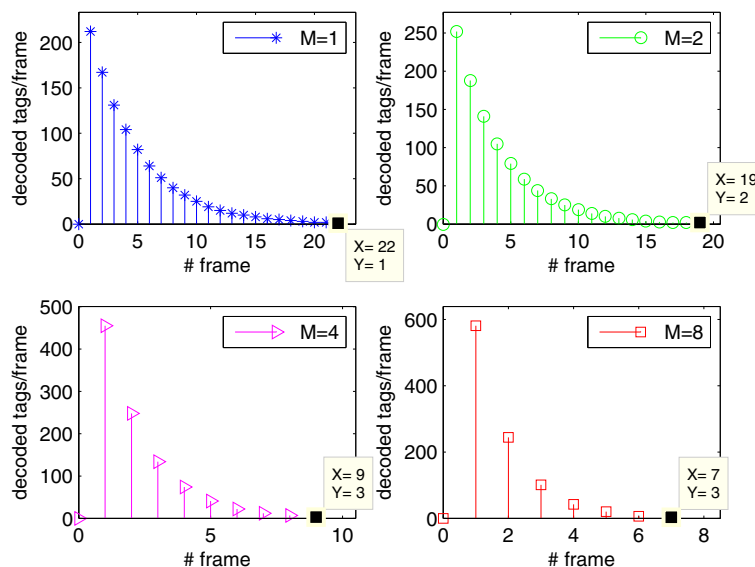 decoded tags/frame
200
150
100
50
0
0
5
10
15
20
# frame
M=1
X= 22
Y= 1
decoded tags/frame
250
200
150
100
50
0
0
5
10
15
20
# frame
M=2
X= 19
Y= 2
decoded tags/frame
500
400
300
200
100
0
0
5
10
# frame
M=4
X= 9
Y= 3
decoded tags/frame
600
400
200
0
0
2
4
6
8
# frame
M=8
X= 7
Y= 3